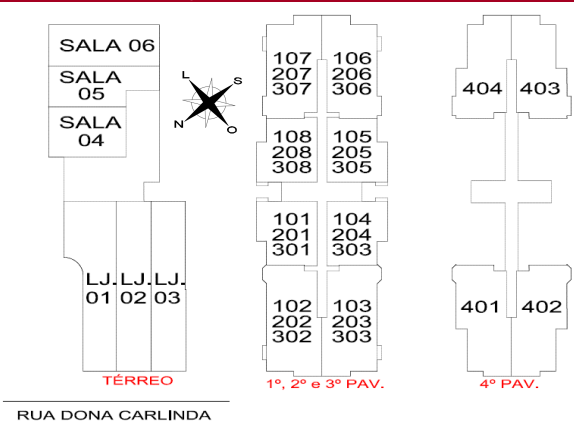 SALA 06
SALA
05
SALA
04
LJ.
01
LJ.
02
LJ.
03
TÉRREO
RUA DONA CARLINDA
L
S
N
O
107
207
307
106
206
306
108
208
308
105
205
305
101
201
301
104
204
303
102
202
302
103
203
303
1º, 2º e 3º PAV.
404
403
401
402
4º PAV.